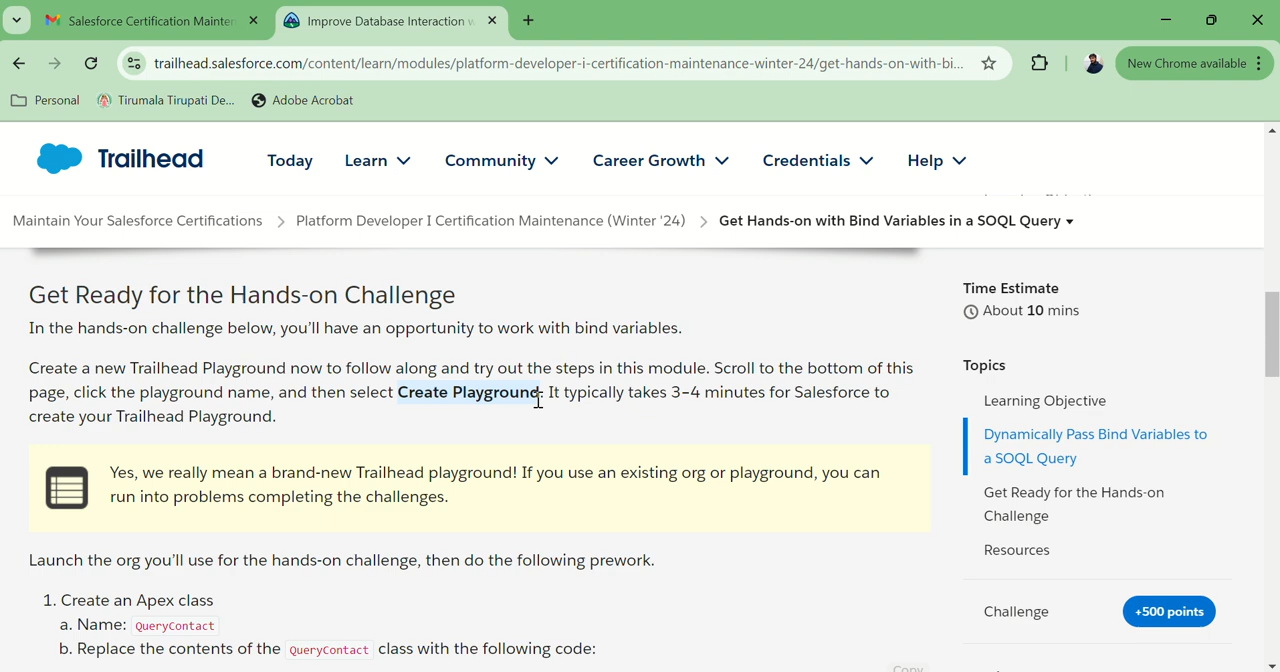 Salesforce Certification Mainten
Improve Database Interaction w
trailhead.salesforce.com/content/learn/modules/platform-developer-i-certification-maintenance-winter-24/get-hands-on-with-bi...
New Chrome available
Personal
Tirumala Tirupati De...
Adobe Acrobat
Trailhead
Today
Learn
Community
Career Growth
Credentials
Help
Maintain Your Salesforce Certifications
Platform Developer I Certification Maintenance (Winter '24)
Get Hands-on with Bind Variables in a SOQL Query
Get Ready for the Hands-on Challenge
In the hands-on challenge below, you'll have an opportunity to work with bind variables.
Create a new Trailhead Playground now to follow along and try out the steps in this module. Scroll to the bottom of this
page, click the playground name, and then select Create Playground. It typically takes 3–4 minutes for Salesforce to
create your Trailhead Playground.
Yes, we really mean a brand-new Trailhead playground! If you use an existing org or playground, you can
run into problems completing the challenges.
Launch the org you'll use for the hands-on challenge, then do the following prework.
1. Create an Apex class
a. Name: QueryContact
b. Replace the contents of the QueryContact class with the following code:
Copy
Time Estimate
About 10 mins
Topics
Learning Objective
Dynamically Pass Bind Variables to
a SOQL Query
Get Ready for the Hands-on
Challenge
Resources
Challenge
+500 points